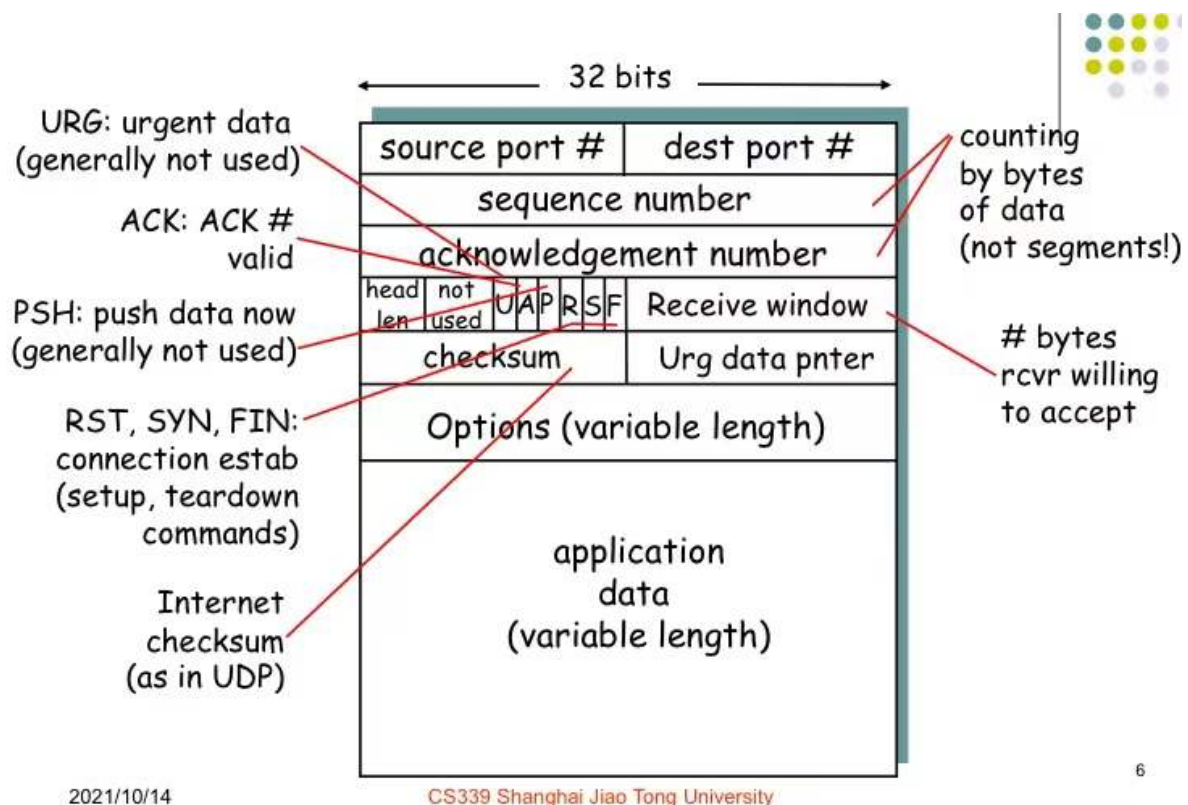 32 bits
URG: urgent data
(generally not used)
ACK: ACK #
valid
PSH: push data now
(generally not used)
RST, SYN, FIN:
connection estab
(setup, teardown
commands)
Internet
checksum
(as in UDP)
source port # dest port #
sequence number
acknowledgement number
head
len
not
used
U A P R S F
Receive window
checksum Urg data pnter
Options (variable length)
application
data
(variable length)
counting
by bytes
of data
(not segments!)
# bytes
rcvr willing
to accept
2021/10/14
CS339 Shanghai Jiao Tong University
6